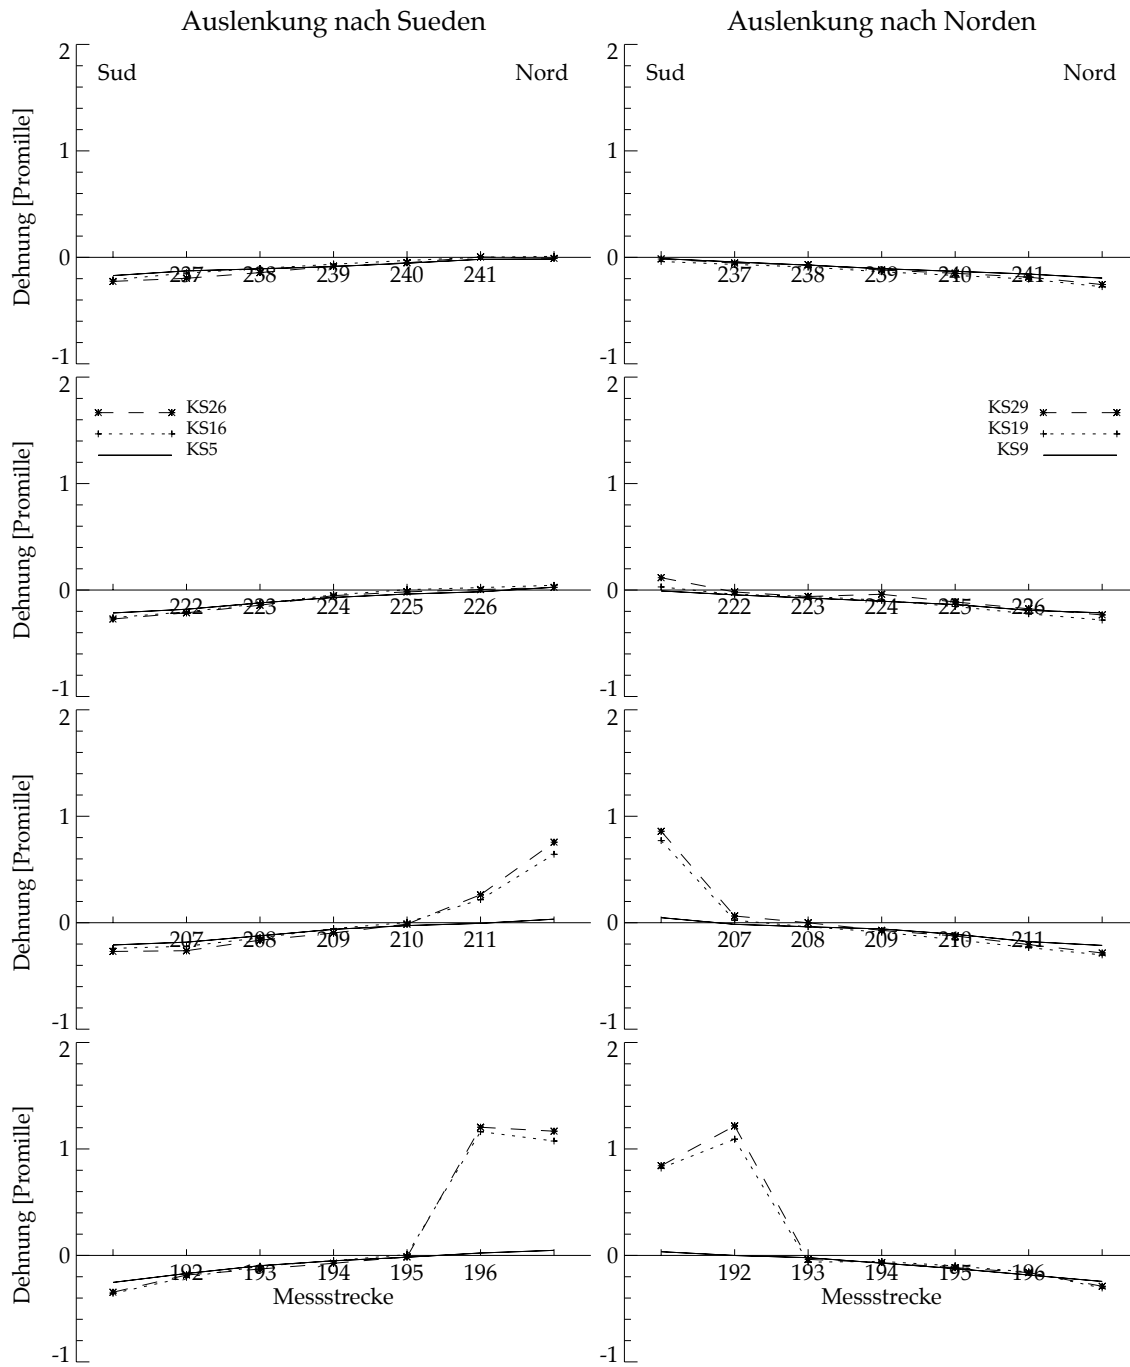 Auslenkung nach Sueden
Auslenkung nach Norden
2
Sud
Nord
1
Dehnung [Promille]
0
237 238 239 240 241
-1
2
Sud
Nord
1
0
237 238 239 240 241
-1
2
KS26
KS16
KS5
1
Dehnung [Promille]
0
222 223 224 225 226
-1
2
KS29
KS19
KS9
1
0
222 223 224 225 226
-1
2
1
Dehnung [Promille]
0
207 208 209 210 211
-1
2
1
0
207 208 209 210 211
-1
2
1
Dehnung [Promille]
0
192 193 194 195 196
Messstrecke
-1
2
1
0
192 193 194 195 196
Messstrecke
-1